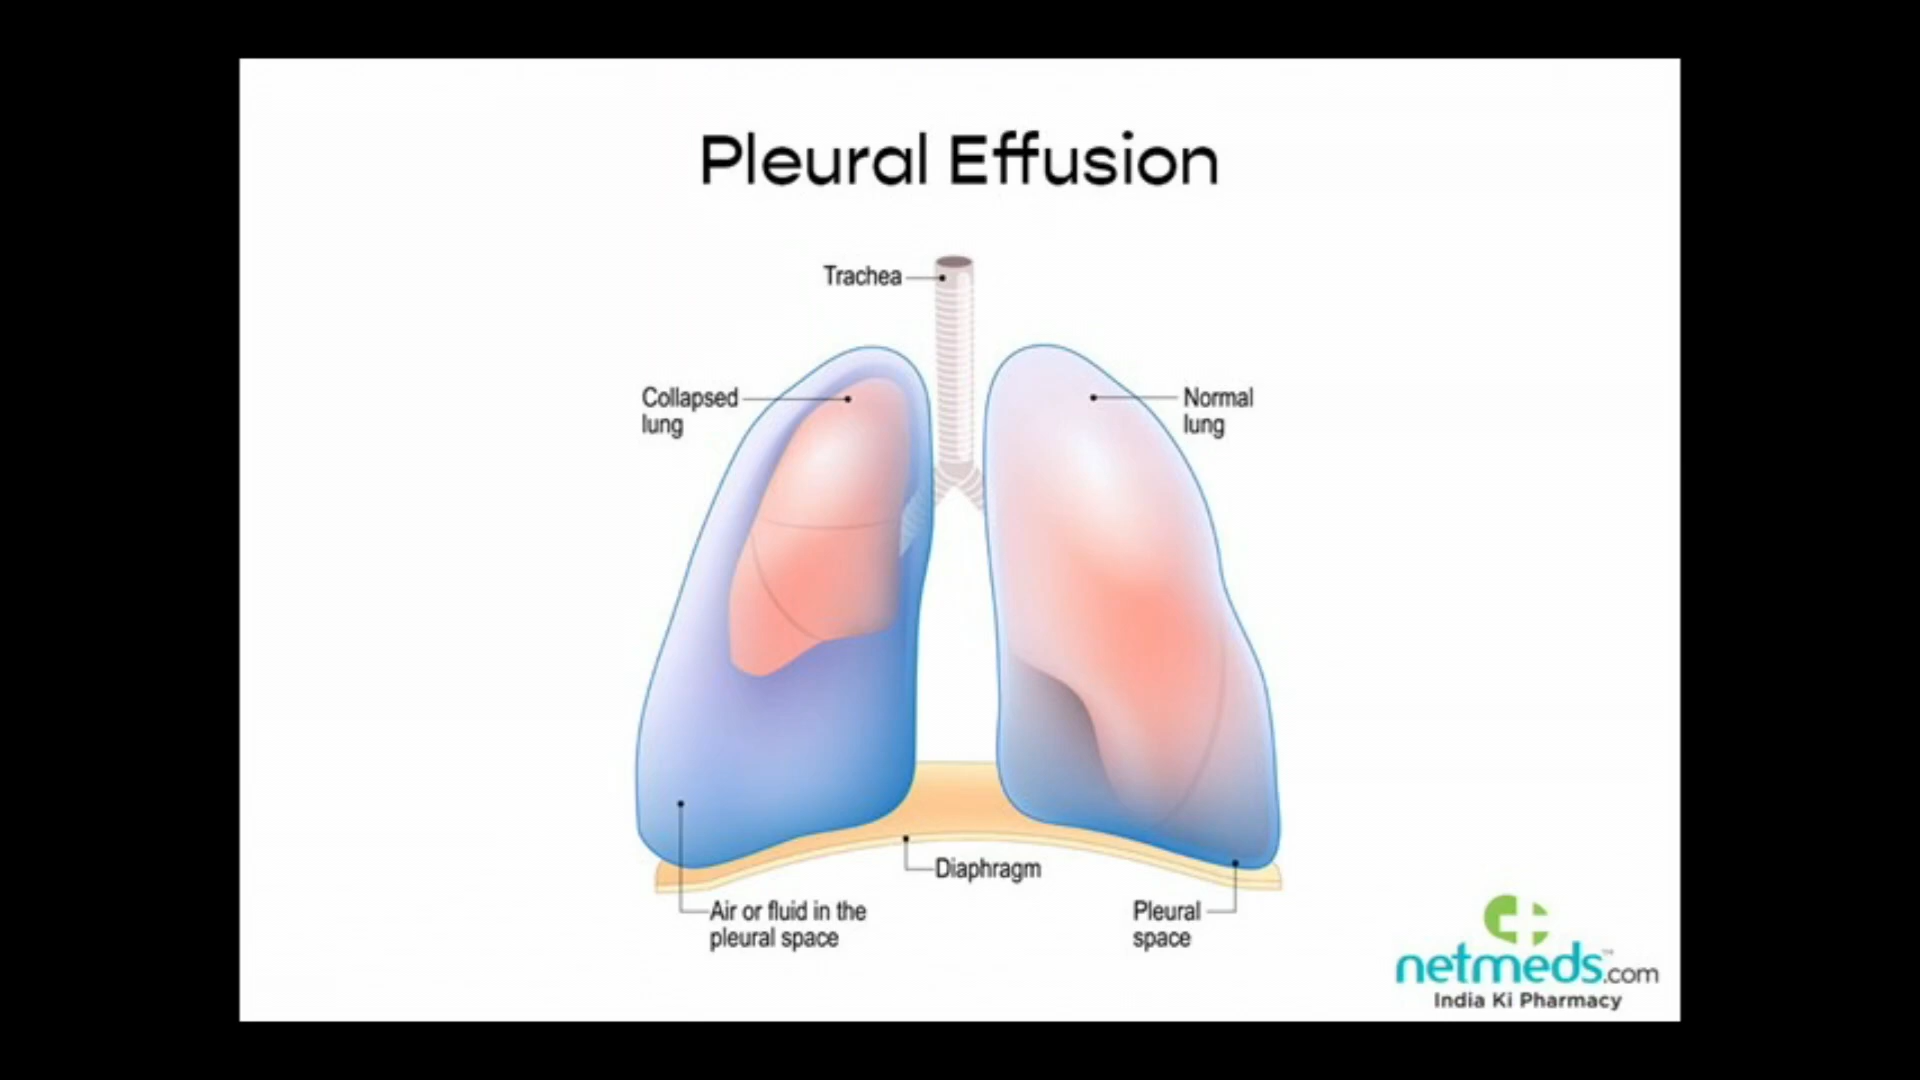 Pleural Effusion
Trachea
Collapsed
lung
Normal
lung
Diaphragm
Air or fluid in the
pleural space
Pleural
space
netmeds.com
™
India Ki Pharmacy